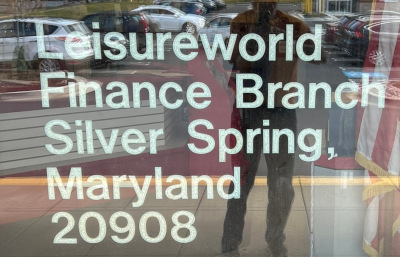 Leisureworld
Finance Branch
Silver Spring,
Maryland
20908